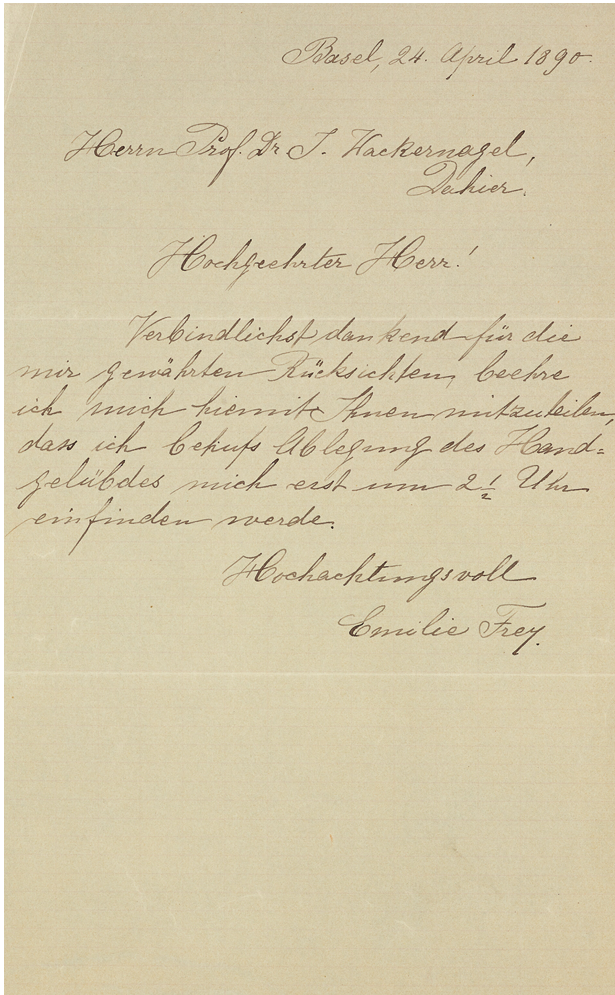 Basel, 24. April 1890.
Herrn Prof. Dr J. Wackernagel,
Dahier.
Hochgeehrter Herr!
Verbindlichst dankend für die
mir gewährten Rücksichten, beehre
ich mich hiemit Ihnen mitzuteilen,
dass ich behufs Ablegung des Hand=
gelübdes mich erst um 2 1/2 Uhr
einfinden werde.
Hochachtungsvoll
Emilie Frey.